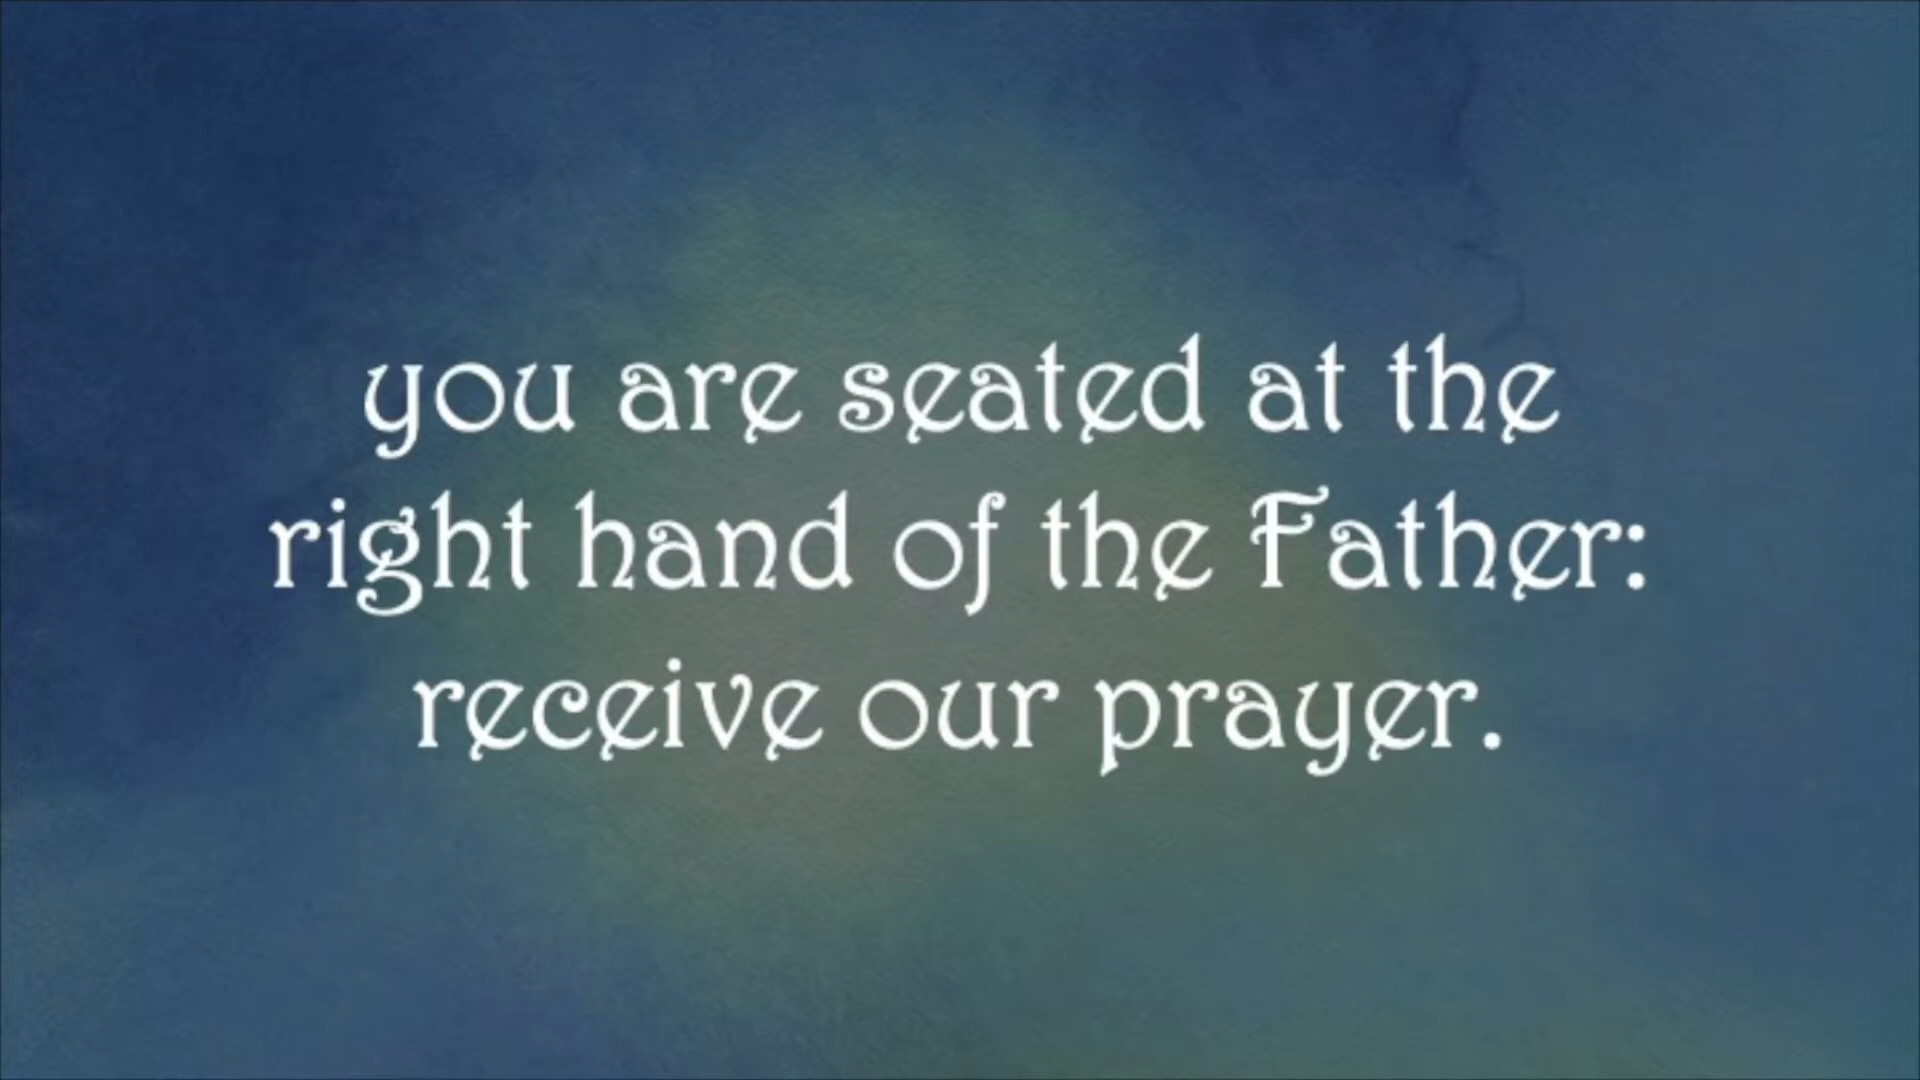 you are seated at the
right hand of the Father:
receive our prayer.